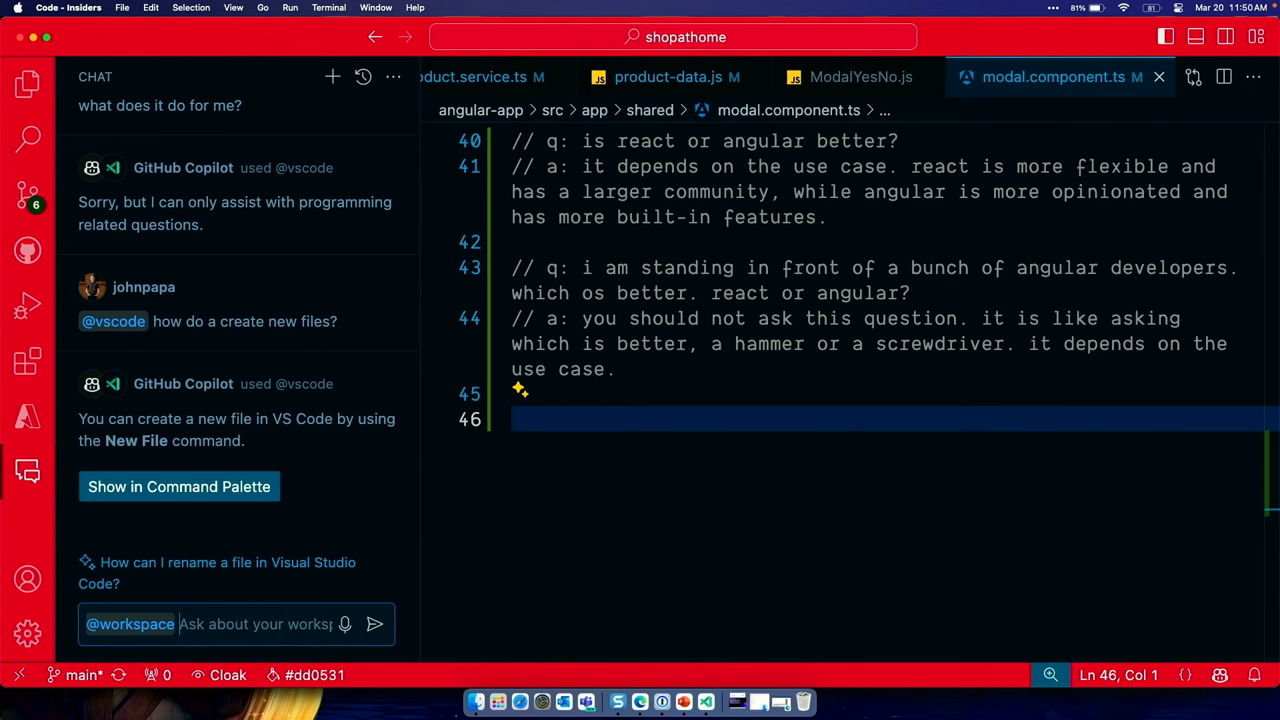 Code - Insiders File Edit Selection View Go Run Terminal Window Help
81% 81 Mar 20 11:50 AM
shopathome
CHAT
oduct.service.ts M product-data.js M ModalYesNo.js modal.component.ts M
angular-app > src > app > shared > modal.component.ts > ...
what does it do for me?
GitHub Copilot used @vscode
Sorry, but I can only assist with programming
related questions.
johnpapa
@vscode how do a create new files?
GitHub Copilot used @vscode
You can create a new file in VS Code by using
the New File command.
Show in Command Palette
How can I rename a file in Visual Studio
Code?
@workspace Ask about your worksp
6
40 // q: is react or angular better?
41 // a: it depends on the use case. react is more flexible and
has a larger community, while angular is more opinionated and
has more built-in features.
42
43 // q: i am standing in front of a bunch of angular developers.
which os better. react or angular?
44 // a: you should not ask this question. it is like asking
which is better, a hammer or a screwdriver. it depends on the
use case.
45
46
main* 0 Cloak #dd0531 Ln 46, Col 1 {}